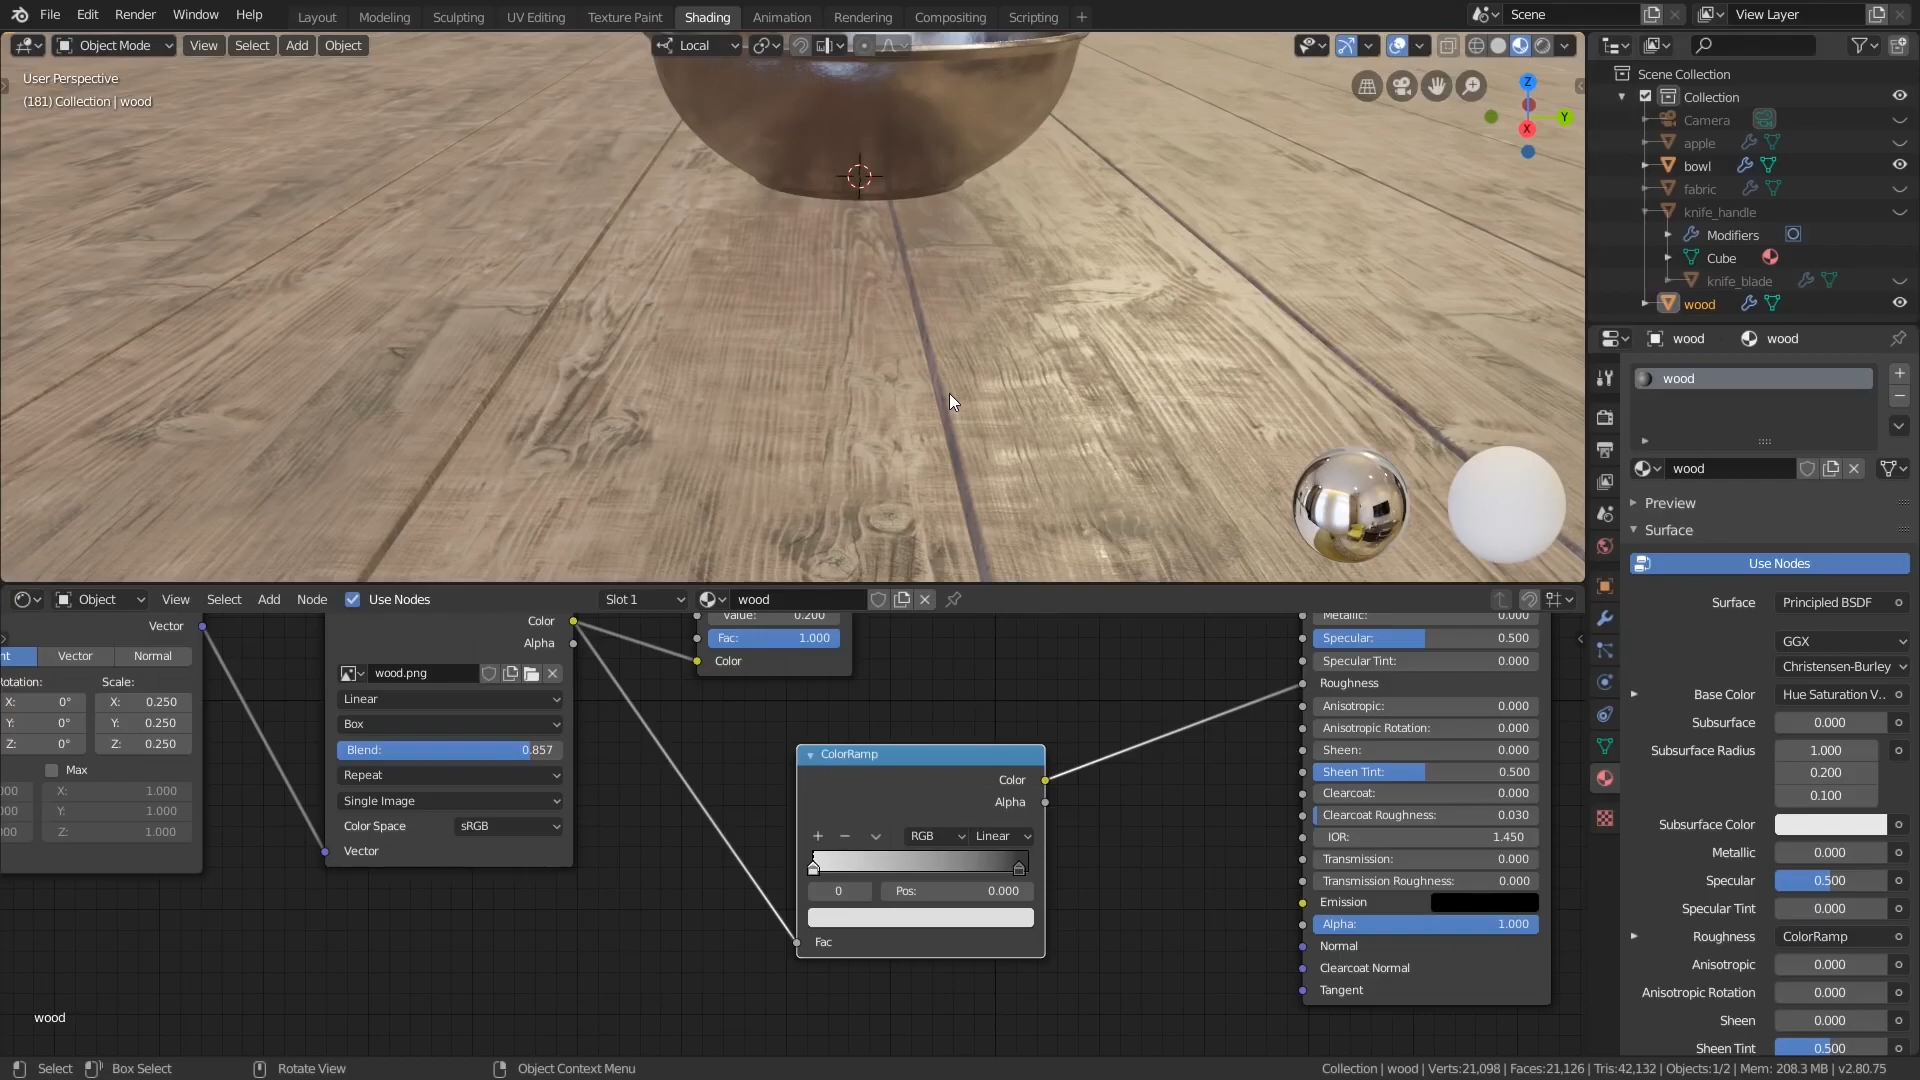 File Edit Render Window Help
Layout Modeling Sculpting UV Editing Texture Paint Shading Animation Rendering Compositing Scripting +
Scene
View Layer
Object Mode View Select Add Object
Local
User Perspective
(181) Collection | wood
Z
Y
X
Scene Collection
Collection
Camera
apple
bowl
fabric
knife_handle
Modifiers
Cube
knife_blade
wood
wood wood
wood
wood
Preview
Surface
Use Nodes
Surface Principled BSDF
GGX
Christensen-Burley
Base Color Hue Saturation V..
Subsurface 0.000
Subsurface Radius 1.000
0.200
0.100
Subsurface Color
Metallic 0.000
Specular 0.500
Specular Tint 0.000
Roughness ColorRamp
Anisotropic 0.000
Anisotropic Rotation 0.000
Sheen 0.000
Sheen Tint 0.500
Object View Select Add Node Use Nodes Slot 1 wood
Vector
nt Vector Normal
otation: Scale:
X: 0° X: 0.250
Y: 0° Y: 0.250
Z: 0° Z: 0.250
Max
000 X: 1.000
000 Y: 1.000
000 Z: 1.000
Color
Alpha
wood.png
Linear
Box
Blend: 0.857
Repeat
Single Image
Color Space sRGB
Vector
Value: 0.200
Fac: 1.000
Color
ColorRamp
Color
Alpha
RGB Linear
0 Pos: 0.000
Fac
Metallic: 0.000
Specular: 0.500
Specular Tint: 0.000
Roughness
Anisotropic: 0.000
Anisotropic Rotation: 0.000
Sheen: 0.000
Sheen Tint: 0.500
Clearcoat: 0.000
Clearcoat Roughness: 0.030
IOR: 1.450
Transmission: 0.000
Transmission Roughness: 0.000
Emission
Alpha: 1.000
Normal
Clearcoat Normal
Tangent
wood
Select Box Select Rotate View Object Context Menu
Collection | wood | Verts:21,098 | Faces:21,126 | Tris:42,132 | Objects:1/2 | Mem: 208.3 MB | v2.80.75